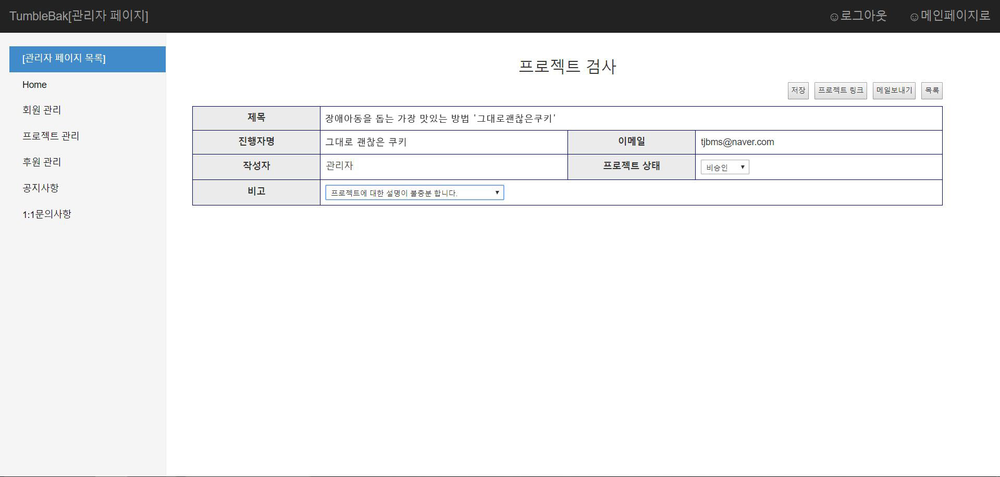 TumbleBak[관리자 페이지] ☺로그아웃 ☺메인페이지로
[관리자 페이지 목록]
Home
회원 관리
프로젝트 관리
후원 관리
공지사항
1:1문의사항
프로젝트 검사
저장 프로젝트 링크 메일보내기 목록
제목 장애아동을 돕는 가장 맛있는 방법 '그대로괜찮은쿠키'
진행자명 그대로 괜찮은 쿠키 이메일 tjbms@naver.com
작성자 관리자 프로젝트 상태 비승인
비고 프로젝트에 대한 설명이 불충분 합니다.